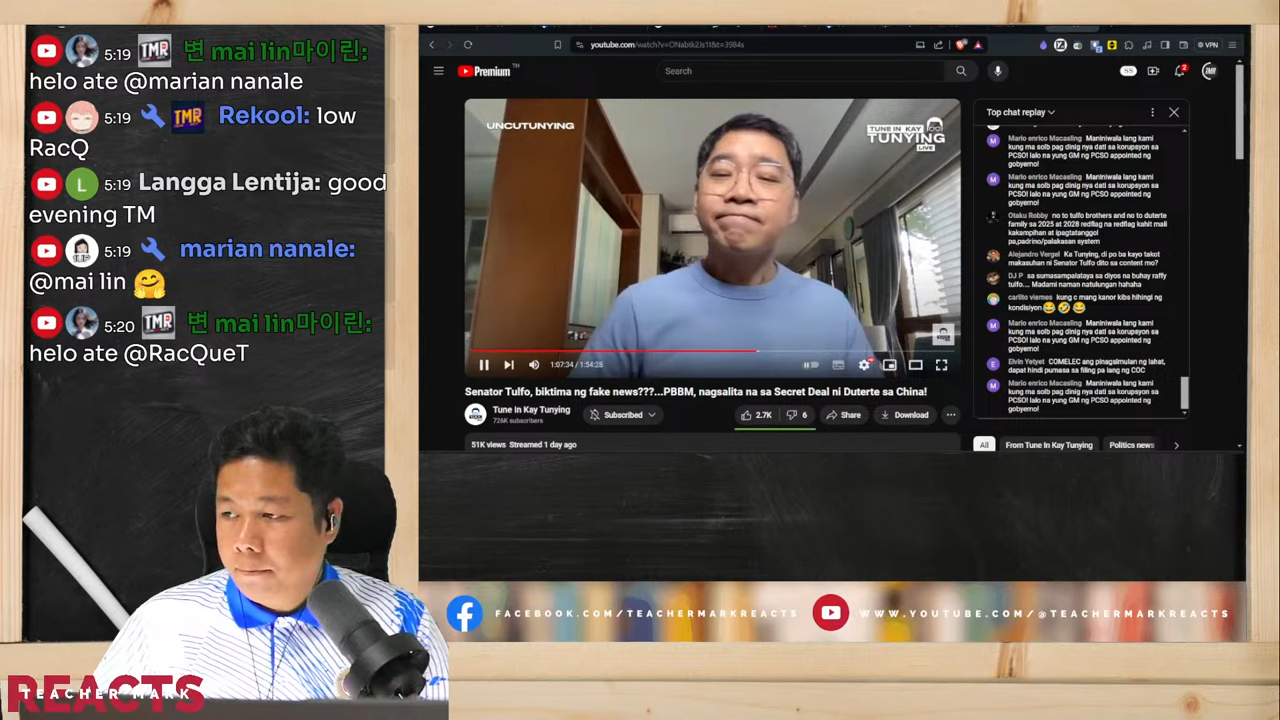 5:19 TMR 변 mai lin마이린:
helo ate @marian nanale
5:19 TMR Rekool: low
RacQ
L 5:19 Langga Lentija: good
evening TM
5:19 marian nanale:
@mai lin 🤗
5:20 TMR 변 mai lin마이린:
helo ate @RacQueT
TEACHER MARK
REACTS
youtube.com/watch?v=ONabtk2Js1I&t=3984s
VPN
Premium TH
Search
SS
2
UNCUTUNYING
TUNE IN KAY
TUNYING
LIVE
1:07:34 / 1:54:28
Senator Tulfo, biktima ng fake news???...PBBM, nagsalita na sa Secret Deal ni Duterte sa China!
Tune In Kay Tunying
726K subscribers
Subscribed
2.7K
6
Share
Download
51K views Streamed 1 day ago
Top chat replay
Mario enrico Macasling Maniniwala lang kami
kung ma solb pag dinig nya dati sa korupsyon sa
PCSO! lalo na yung GM ng PCSO appointed ng
gobyerno!
Mario enrico Macasling Maniniwala lang kami
kung ma solb pag dinig nya dati sa korupsyon sa
PCSO! lalo na yung GM ng PCSO appointed ng
gobyerno!
Otaku Robby no to tulfo brothers and no to duterte
family sa 2025 at 2028 redflag na redflag kahit mali
kakampihan at ipagtatanggol
pa,padrino/palakasan system
Alejandro Vergel Ka Tunying, di po ba kayo takot
makasuhan ni Senator Tulfo dito sa content mo?
DJ P sa sumasampalataya sa diyos na buhay raffy
tulfo.... Madami naman natulungan hahaha
carlito viernes kung c mang kanor kiba hihingi ng
kondisyon😂🤣😂
Mario enrico Macasling Maniniwala lang kami
kung ma solb pag dinig nya dati sa korupsyon sa
PCSO! lalo na yung GM ng PCSO appointed ng
gobyerno!
Elvin Yetyet COMELEC ang pinagsimulan ng lahat,
dapat hindi pumasa sa filing pa lang ng COC
Mario enrico Macasling Maniniwala lang kami
kung ma solb pag dinig nya dati sa korupsyon sa
PCSO! lalo na yung GM ng PCSO appointed ng
gobyerno!
All
From Tune In Kay Tunying
Politics news
FACEBOOK.COM/TEACHERMARKREACTS
WWW.YOUTUBE.COM/@TEACHERMARKREACTS